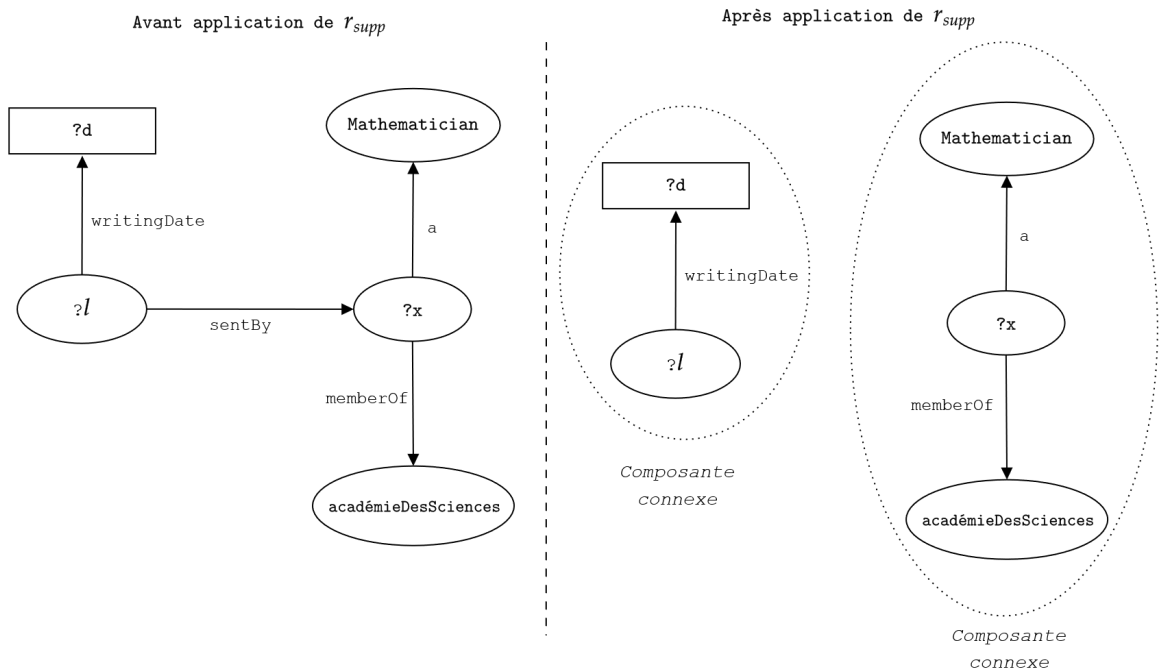 Avant application de r_supp
?d
Mathematician
writingDate
a
?l
sentBy
?x
memberOf
académieDesSciences
Après application de r_supp
?d
writingDate
?l
Composante
connexe
Mathematician
a
?x
memberOf
académieDesSciences
Composante
connexe